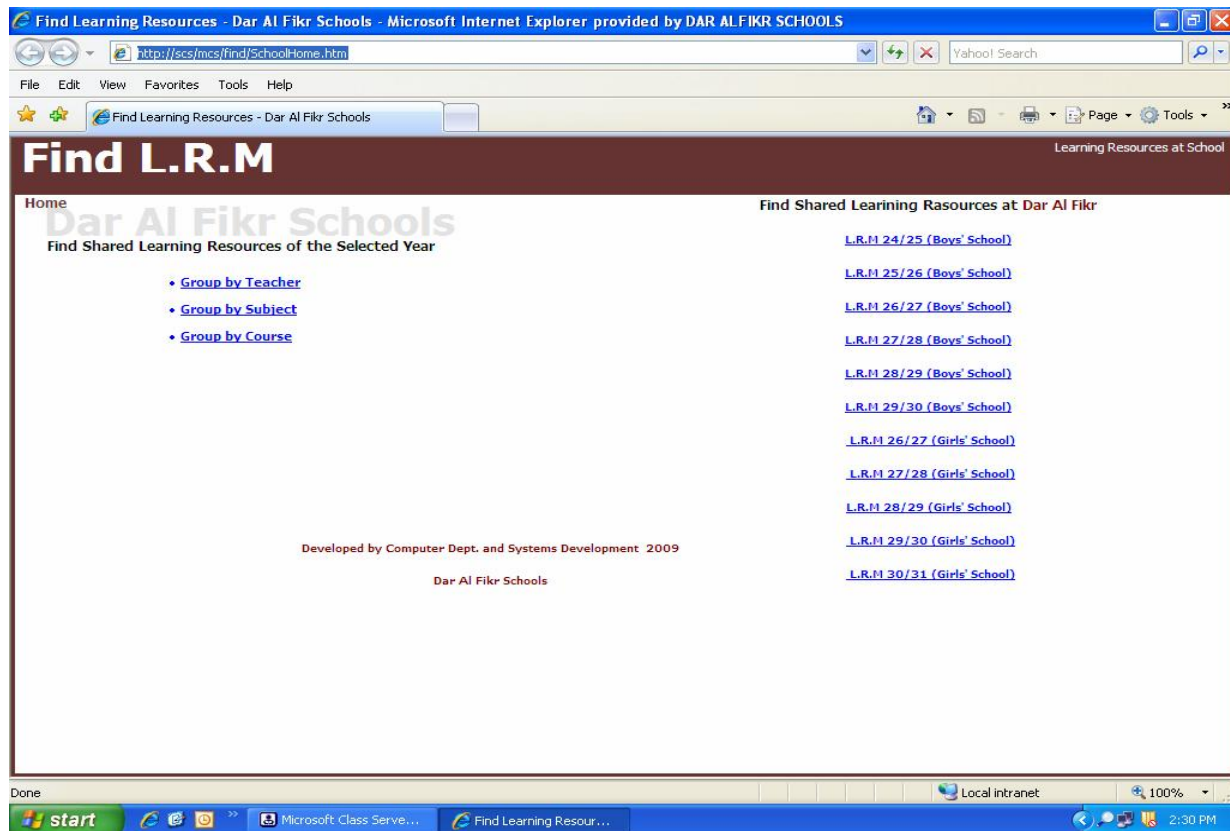 Find Learning Resources - Dar Al Fikr Schools - Microsoft Internet Explorer provided by DAR ALFIKR SCHOOLS
http://scs/mcs/find/SchoolHome.htm
Yahoo! Search
File Edit View Favorites Tools Help
Find Learning Resources - Dar Al Fikr Schools
Page
Tools
Find L.R.M
Learning Resources at School
Home
Dar Al Fikr Schools
Find Shared Learning Resources of the Selected Year
• Group by Teacher
• Group by Subject
• Group by Course
Find Shared Learining Rasources at Dar Al Fikr
L.R.M 24/25 (Boys' School)
L.R.M 25/26 (Boys' School)
L.R.M 26/27 (Boys' School)
L.R.M 27/28 (Boys' School)
L.R.M 28/29 (Boys' School)
L.R.M 29/30 (Boys' School)
L.R.M 26/27 (Girls' School)
L.R.M 27/28 (Girls' School)
L.R.M 28/29 (Girls' School)
L.R.M 29/30 (Girls' School)
L.R.M 30/31 (Girls' School)
Developed by Computer Dept. and Systems Development 2009
Dar Al Fikr Schools
Done
Local intranet
100%
start
Microsoft Class Serve...
Find Learning Resour...
2:30 PM